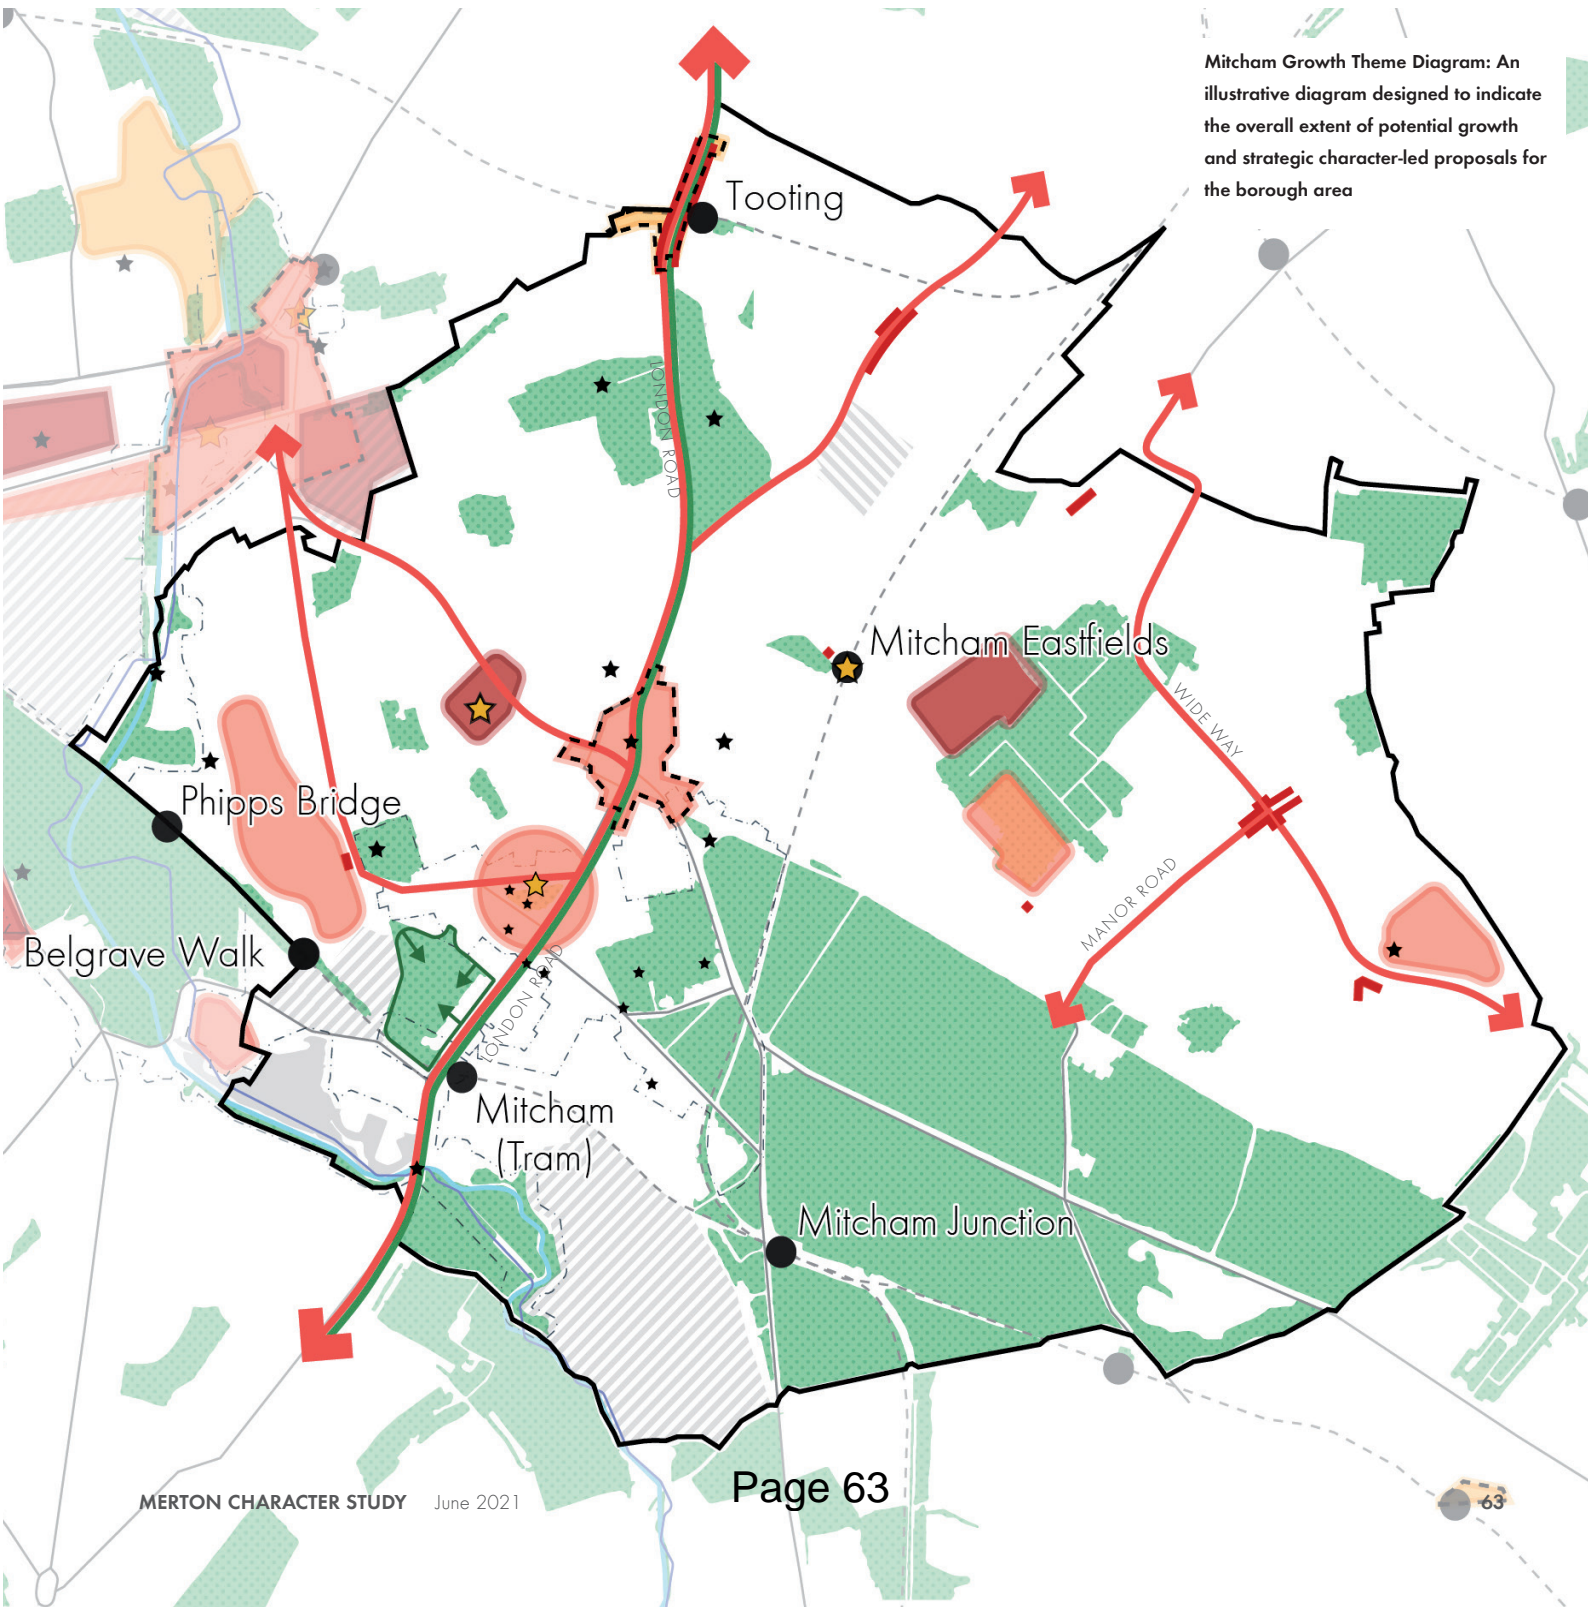 Mitcham Growth Theme Diagram: An
illustrative diagram designed to indicate
the overall extent of potential growth
and strategic character-led proposals for
the borough area
Tooting
LONDON ROAD
Mitcham Eastfields
WIDE WAY
Phipps Bridge
MANOR ROAD
Belgrave Walk
LONDON ROAD
Mitcham
(Tram)
Mitcham Junction
Page 63
MERTON CHARACTER STUDY June 2021
63